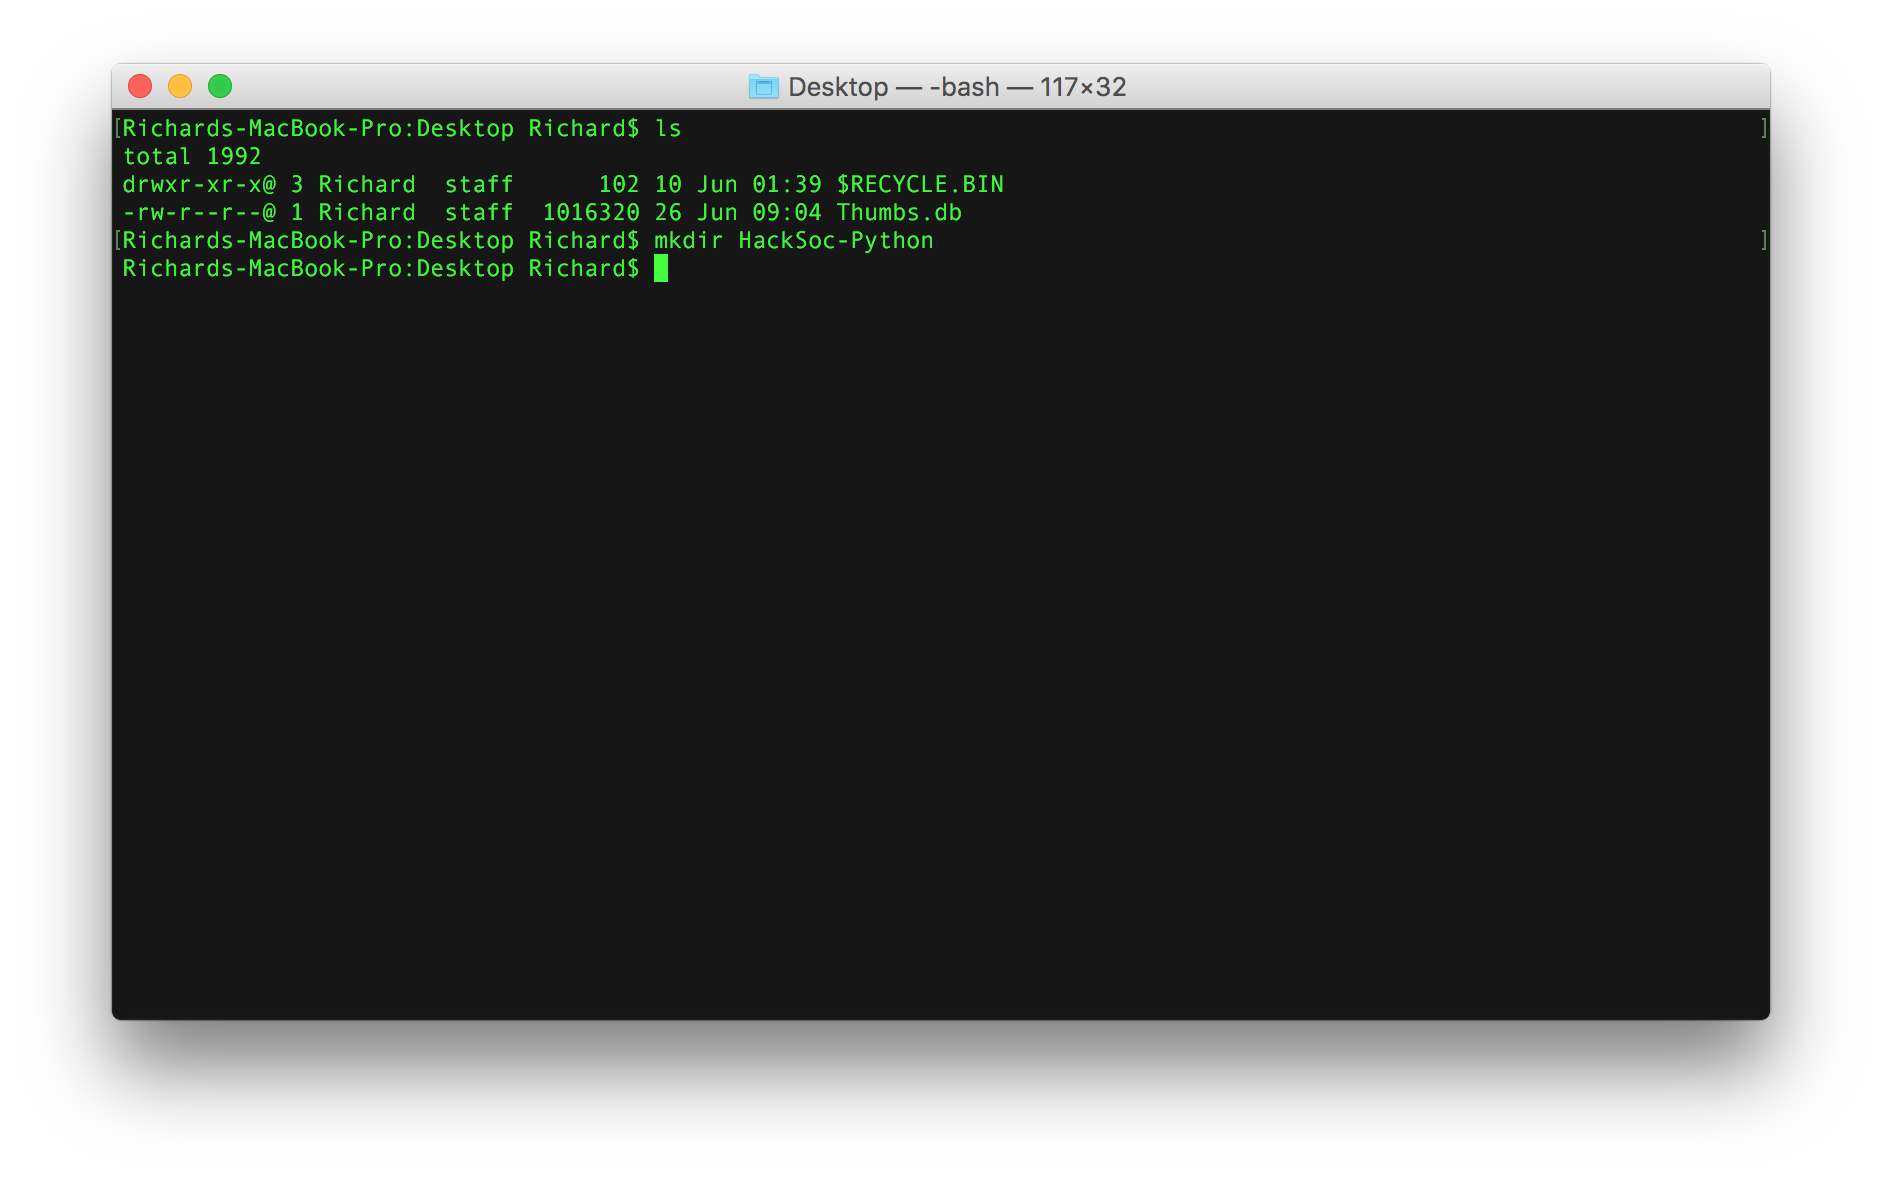 Desktop — -bash — 117×32
[Richards-MacBook-Pro:Desktop Richard$ ls ]
total 1992
drwxr-xr-x@ 3 Richard  staff      102 10 Jun 01:39 $RECYCLE.BIN
-rw-r--r--@ 1 Richard  staff  1016320 26 Jun 09:04 Thumbs.db
[Richards-MacBook-Pro:Desktop Richard$ mkdir HackSoc-Python ]
Richards-MacBook-Pro:Desktop Richard$